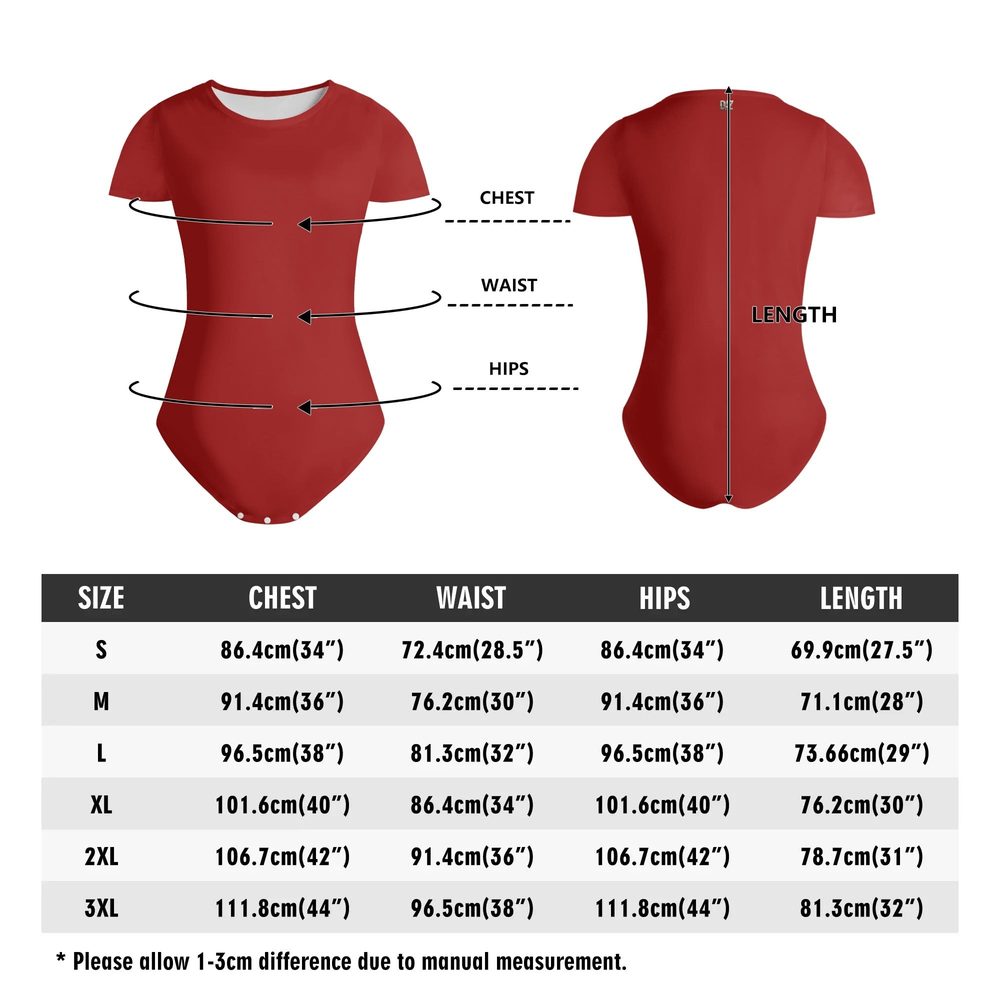 CHEST
WAIST
LENGTH
HIPS
SIZE CHEST WAIST HIPS LENGTH
S 86.4cm(34”) 72.4cm(28.5”) 86.4cm(34”) 69.9cm(27.5”)
M 91.4cm(36”) 76.2cm(30”) 91.4cm(36”) 71.1cm(28”)
L 96.5cm(38”) 81.3cm(32”) 96.5cm(38”) 73.66cm(29”)
XL 101.6cm(40”) 86.4cm(34”) 101.6cm(40”) 76.2cm(30”)
2XL 106.7cm(42”) 91.4cm(36”) 106.7cm(42”) 78.7cm(31”)
3XL 111.8cm(44”) 96.5cm(38”) 111.8cm(44”) 81.3cm(32”)
* Please allow 1-3cm difference due to manual measurement.